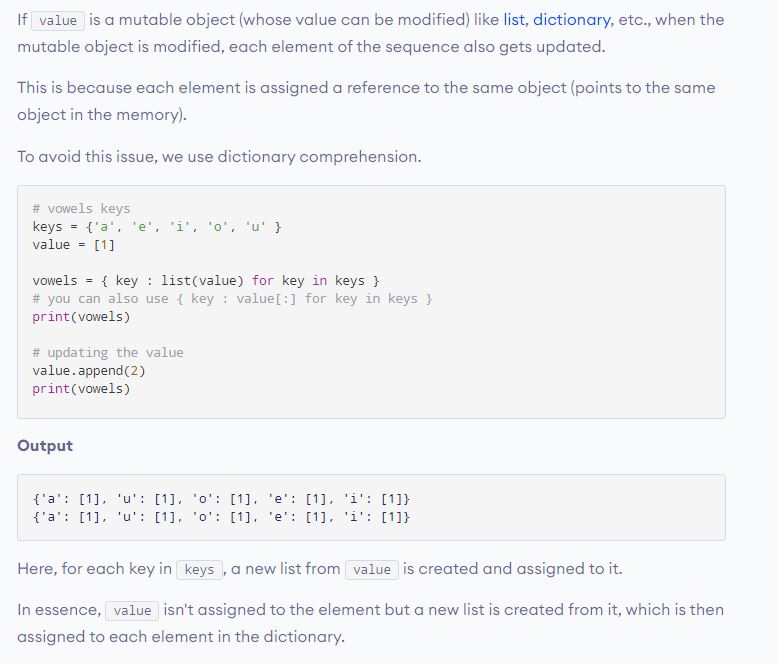 If value is a mutable object (whose value can be modified) like list, dictionary, etc., when the
mutable object is modified, each element of the sequence also gets updated.
This is because each element is assigned a reference to the same object (points to the same
object in the memory).
To avoid this issue, we use dictionary comprehension.
# vowels keys
keys = {'a', 'e', 'i', 'o', 'u' }
value = [1]
vowels = { key : list(value) for key in keys }
# you can also use { key : value[:] for key in keys }
print(vowels)
# updating the value
value.append(2)
print(vowels)
Output
{'a': [1], 'u': [1], 'o': [1], 'e': [1], 'i': [1]}
{'a': [1], 'u': [1], 'o': [1], 'e': [1], 'i': [1]}
Here, for each key in keys, a new list from value is created and assigned to it.
In essence, value isn't assigned to the element but a new list is created from it, which is then
assigned to each element in the dictionary.